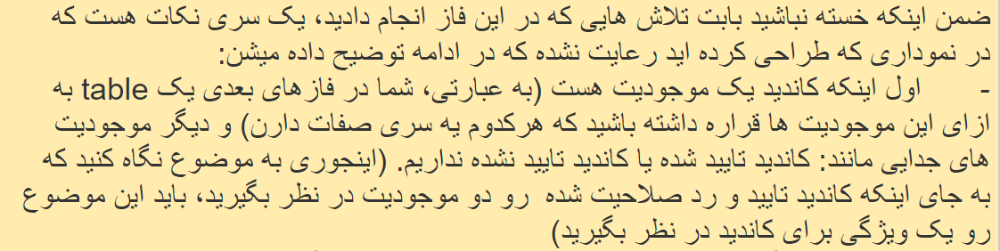 ضمن اینکه خسته نباشید بابت تلاش هایی که در این فاز انجام دادید، یک سری نکات هست که
در نموداری که طراحی کرده اید رعایت نشده که در ادامه توضیح داده میشن:
- اول اینکه کاندید یک موجودیت هست (به عبارتی، شما در فازهای بعدی یک table به
ازای این موجودیت ها قراره داشته باشید که هرکدوم یه سری صفات دارن) و دیگر موجودیت
های جدایی مانند: کاندید تایید شده یا کاندید تایید نشده نداریم. (اینجوری به موضوع نگاه کنید که
به جای اینکه کاندید تایید و رد صلاحیت شده رو دو موجودیت در نظر بگیرید، باید این موضوع
رو یک ویژگی برای کاندید در نظر بگیرید)